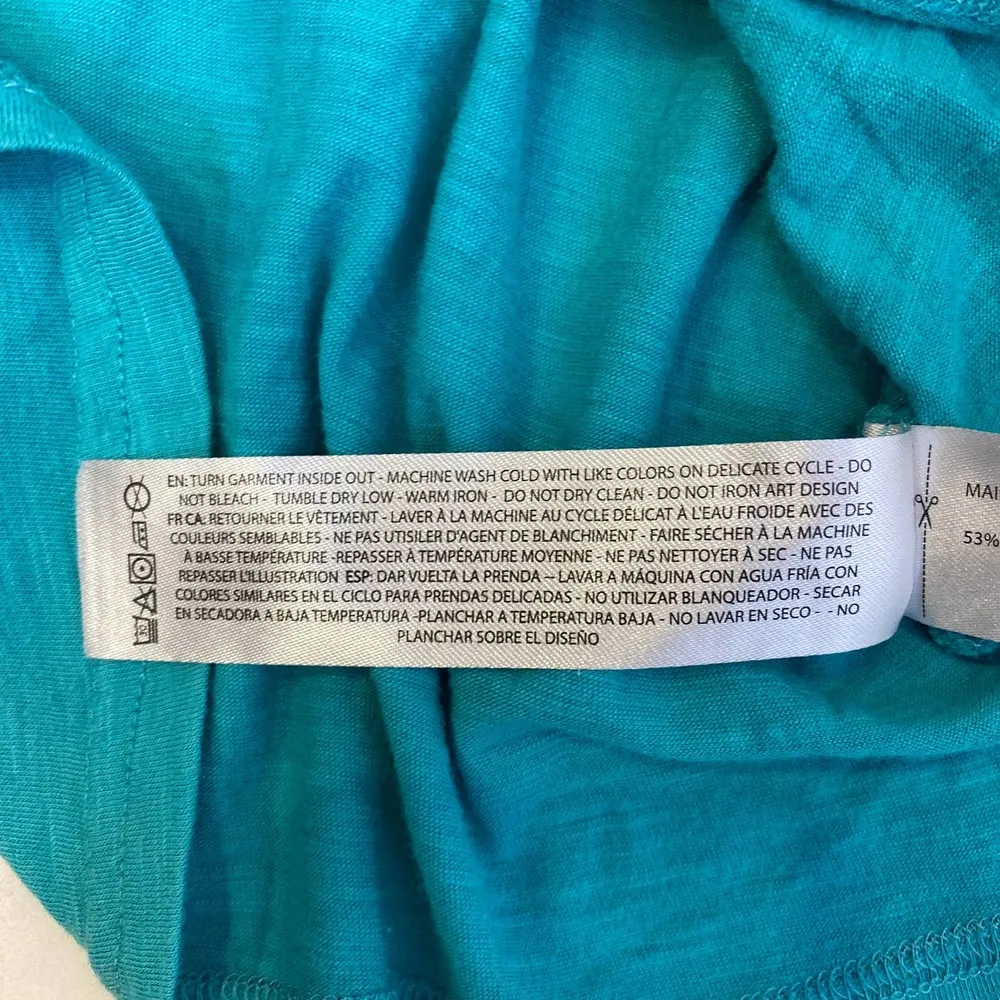 EN: TURN GARMENT INSIDE OUT - MACHINE WASH COLD WITH LIKE COLORS ON DELICATE CYCLE - DO
NOT BLEACH - TUMBLE DRY LOW - WARM IRON - DO NOT DRY CLEAN - DO NOT IRON ART DESIGN
FR CA: RETOURNER LE VÊTEMENT - LAVER À LA MACHINE AU CYCLE DÉLICAT À L'EAU FROIDE AVEC DES
COULEURS SEMBLABLES - NE PAS UTISILER D'AGENT DE BLANCHIMENT - FAIRE SÉCHER À LA MACHINE
À BASSE TEMPÉRATURE -REPASSER À TEMPÉRATURE MOYENNE - NE PAS NETTOYER À SEC - NE PAS
REPASSER L'ILLUSTRATION ESP: DAR VUELTA LA PRENDA – LAVAR A MÁQUINA CON AGUA FRÍA CON
COLORES SIMILARES EN EL CICLO PARA PRENDAS DELICADAS - NO UTILIZAR BLANQUEADOR - SECAR
EN SECADORA A BAJA TEMPERATURA -PLANCHAR A TEMPERATURA BAJA - NO LAVAR EN SECO - - NO
PLANCHAR SOBRE EL DISEÑO
MAI
53%